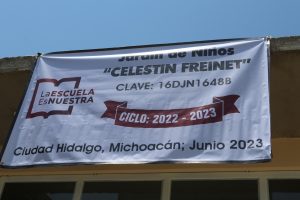 Jardín de Niños
"CELESTIN FREINET"
LA ESCUELA
ES NUESTRA
CLAVE: 16DJN1648B
CICLO: 2022 - 2023
Ciudad Hidalgo, Michoacán; Junio 2023